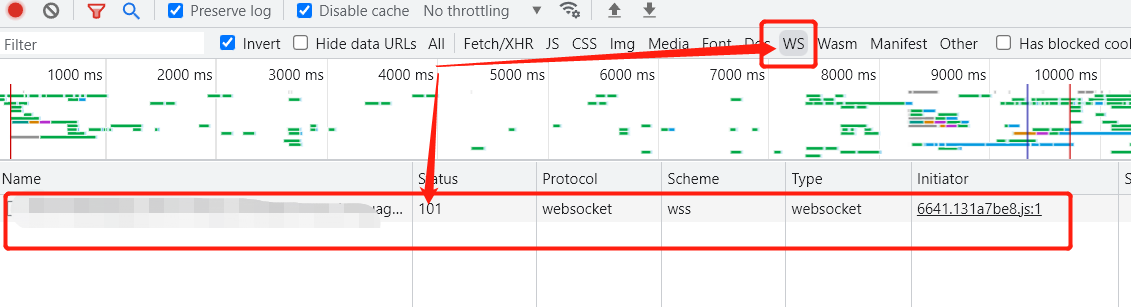 Preserve log Disable cache No throttling
Filter Invert Hide data URLs All Fetch/XHR JS CSS Img Media Font Doc WS Wasm Manifest Other Has blocked cook
1000 ms 2000 ms 3000 ms 4000 ms 5000 ms 6000 ms 7000 ms 8000 ms 9000 ms 10000 ms
Name Status Protocol Scheme Type Initiator S
uag... 101 websocket wss websocket 6641.131a7be8.js:1